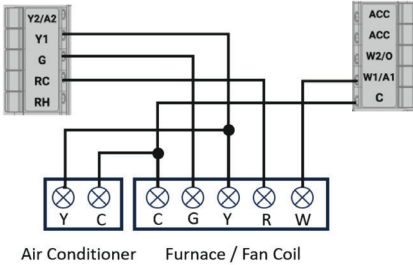 Y2/A2
Y1
G
RC
RH
ACC
ACC
W2/O
W1/A1
C
Y C
C G Y R W
Air Conditioner
Furnace / Fan Coil